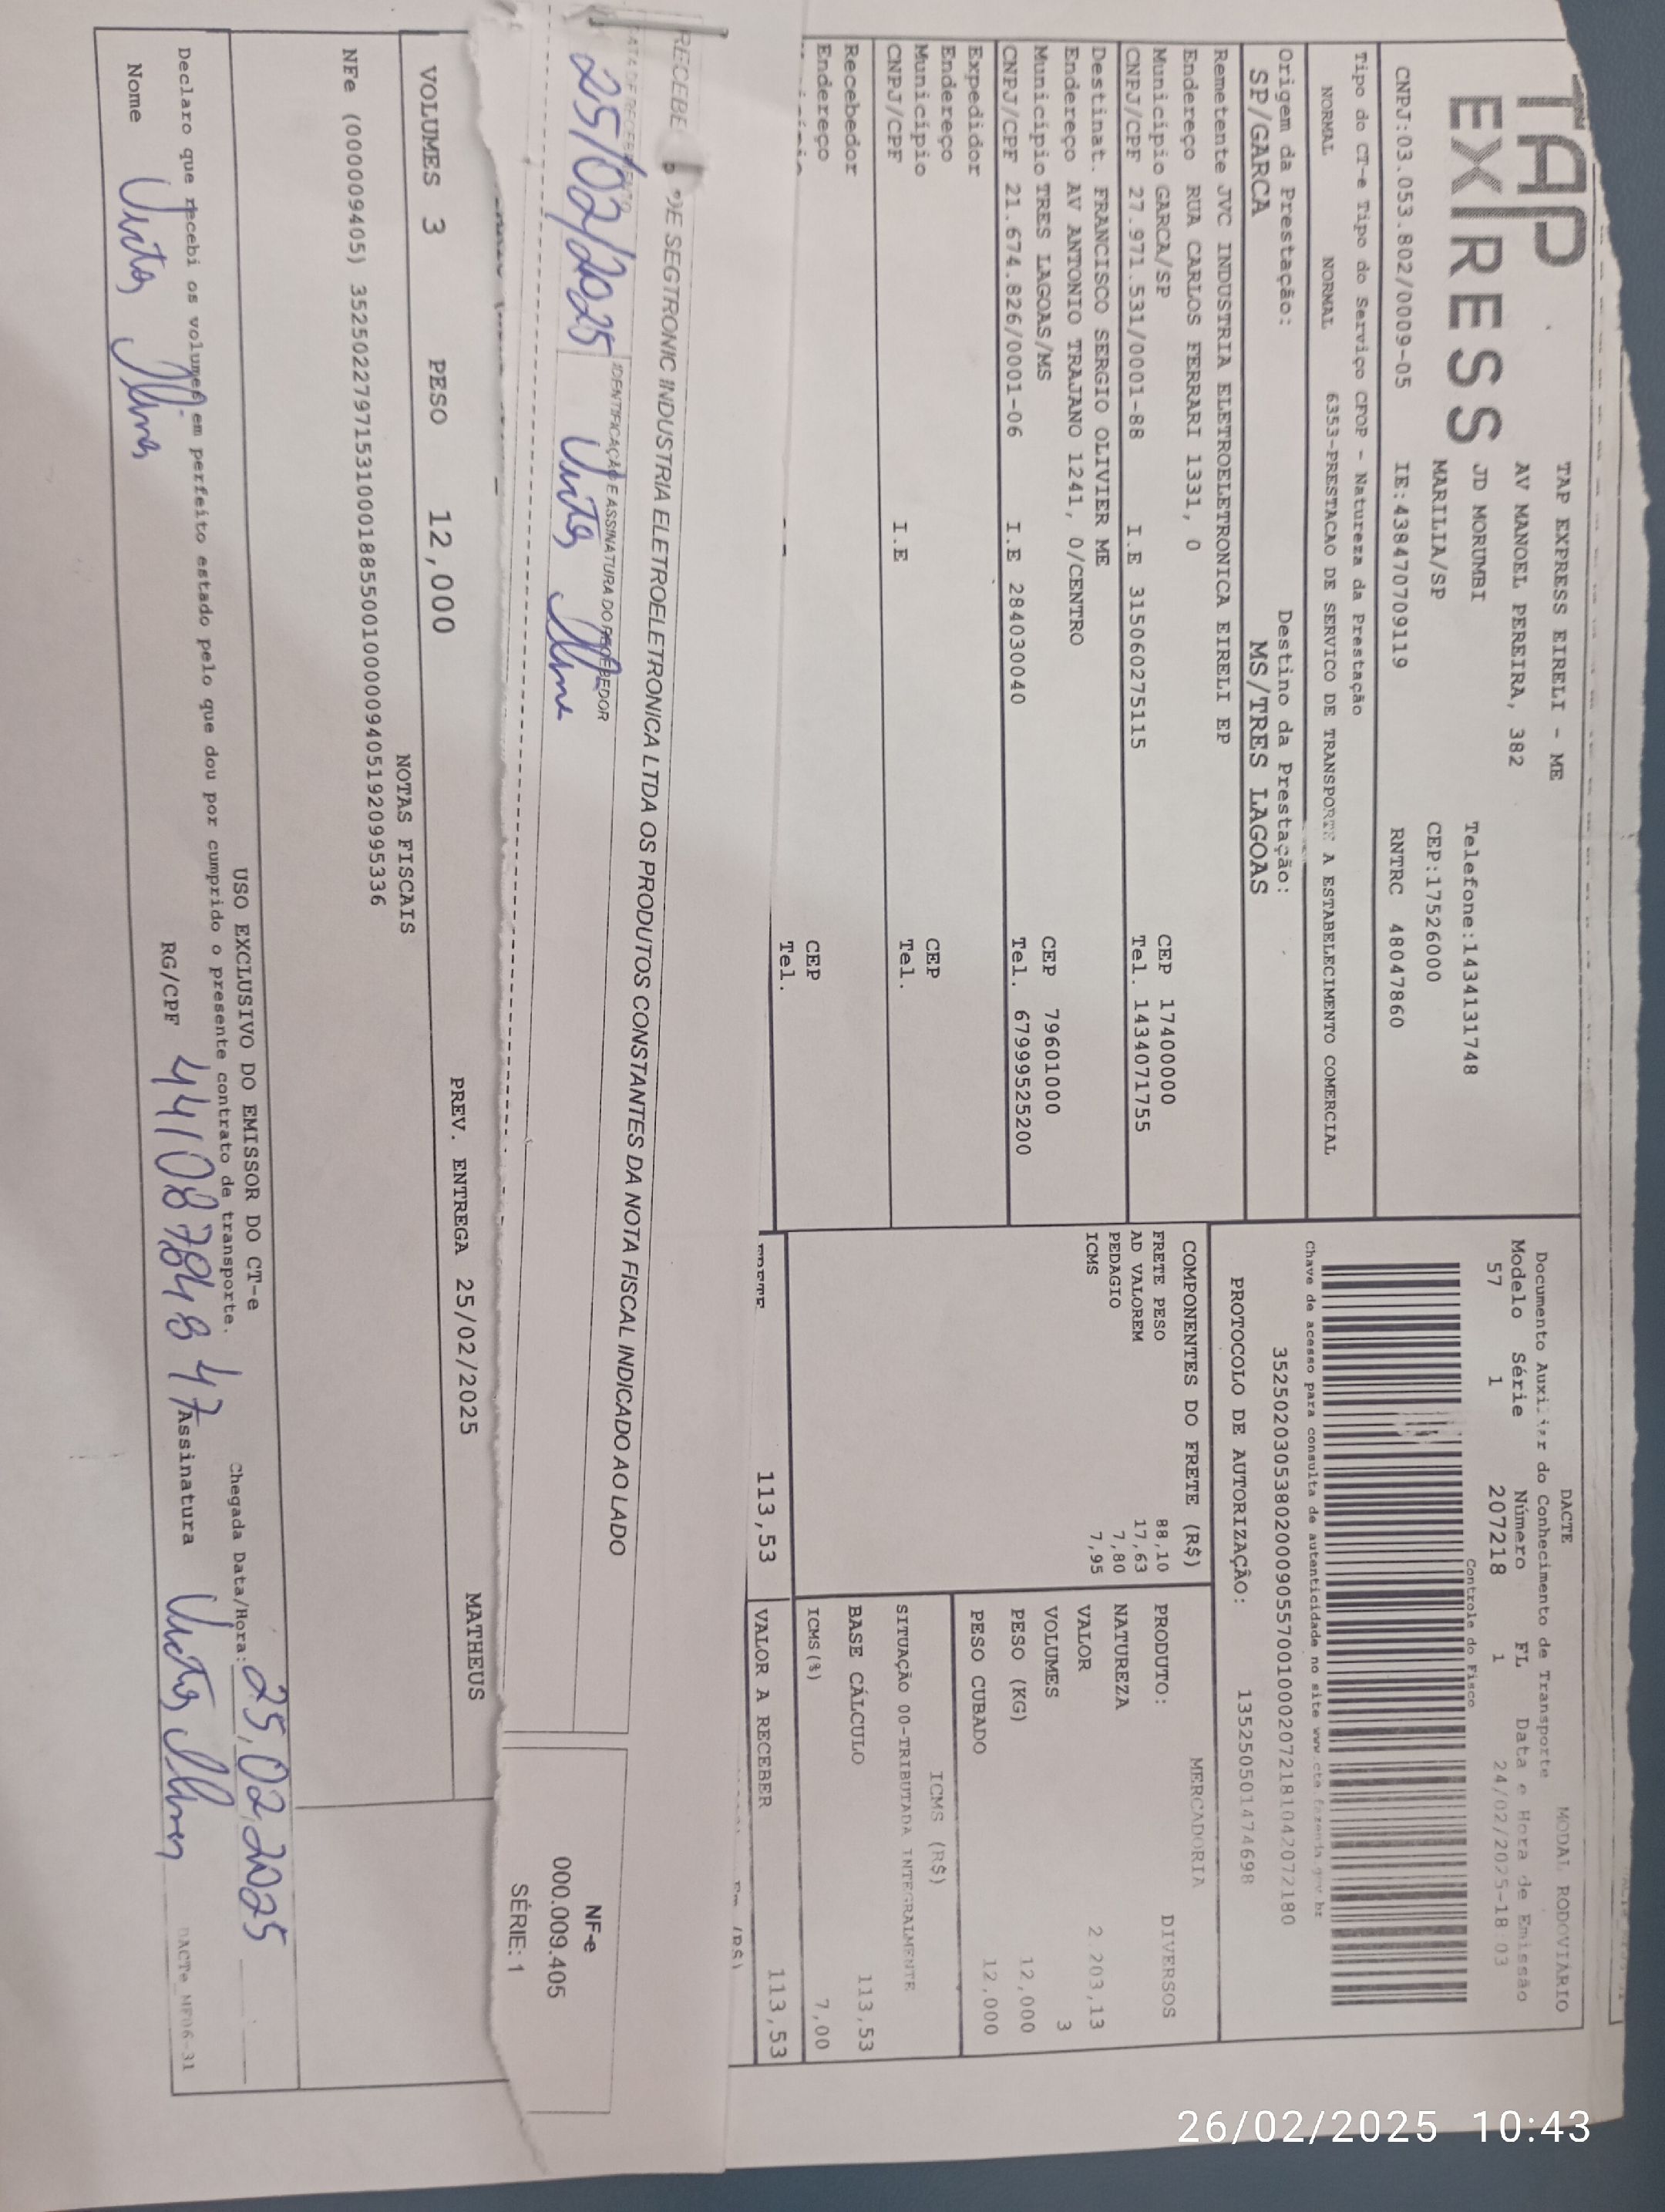 TAP
EXPRESS
TAP EXPRESS EIRELI - ME
AV MANOEL PEREIRA, 382
JD MORUMBI
Telefone:1434131748
MARILIA/SP
CEP:17526000
CNPJ:03.053.802/0009-05
IE:438470709119
RNTRC 48047860
Tipo do CT-e Tipo do Serviço CFOP - Natureza da Prestação
NORMAL NORMAL 6353-PRESTACAO DE SERVICO DE TRANSPORTE A ESTABELECIMENTO COMERCIAL
Origem da Prestação: Destino da Prestação:
SP/GARCA MS/TRES LAGOAS
Remetente JVC INDUSTRIA ELETROELETRONICA EIRELI EP
Endereço RUA CARLOS FERRARI 1331, 0
Município GARCA/SP CEP 17400000
CNPJ/CPF 27.971.531/0001-88 I.E 315060275115 Tel. 1434071755
Destinat. FRANCISCO SERGIO OLIVIER ME
Endereço AV ANTONIO TRAJANO 1241, 0/CENTRO
Município TRES LAGOAS/MS CEP 79601000
CNPJ/CPF 21.674.826/0001-06 I.E 284030040 Tel. 67999525200
Expedidor
Endereço
Município CEP
CNPJ/CPF I.E Tel.
Recebedor
Endereço CEP
Tel.
DACTE MODAL RODOVIÁRIO
Documento Auxiliar do Conhecimento de Transporte
Modelo Série Número FL Data e Hora de Emissão
57 1 207218 1 24/02/2025-18:03
Controle do Fisco
Chave de acesso para consulta de autenticidade no site www.cte.fazenda.gov.br
35250203053802000905570010002072181042072180
PROTOCOLO DE AUTORIZAÇÃO: 135250501474698
COMPONENTES DO FRETE (R$)
FRETE PESO 88,10
AD VALOREM 17,63
PEDAGIO 7,80
ICMS 7,95
FRETE 113,53
MERCADORIA
PRODUTO: DIVERSOS
NATUREZA
VALOR 2.203,13
VOLUMES 3
PESO (KG) 12,000
PESO CUBADO 12,000
ICMS (R$)
SITUAÇÃO 00-TRIBUTADA INTEGRALMENTE
BASE CÁLCULO 113,53
ICMS(%) 7,00
VALOR A RECEBER 113,53
RECEBE DE SEGTRONIC INDUSTRIA ELETROELETRONICA LTDA OS PRODUTOS CONSTANTES DA NOTA FISCAL INDICADO AO LADO
DATA DE RECEBIMENTO IDENTIFICAÇÃO E ASSINATURA DO RECEBEDOR
25/02/2025
NF-e
000.009.405
SÉRIE: 1
VOLUMES 3 PESO 12,000 PREV. ENTREGA 25/02/2025 MATHEUS
NOTAS FISCAIS
NFe (000009405) 35250227971531000188550010000094051920995336
USO EXCLUSIVO DO EMISSOR DO CT-e
Declaro que recebi os volumes em perfeito estado pelo que dou por cumprido o presente contrato de transporte.
Chegada Data/Hora: 25,02,2025
Nome
RG/CPF 441087848 47
Assinatura
DACTe_MF06-31
26/02/2025 10:43